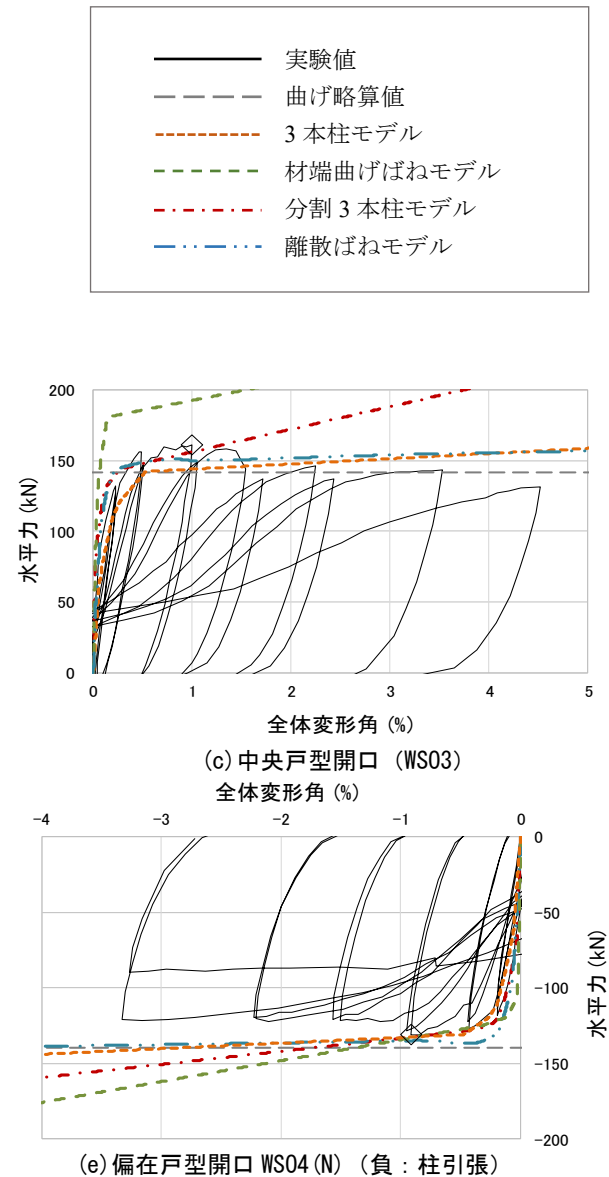 実験値
曲げ略算値
3 本柱モデル
材端曲げばねモデル
分割 3 本柱モデル
離散ばねモデル
200
150
100
50
0
水平力 (kN)
0 1 2 3 4 5
全体変形角 (%)
(c) 中央戸型開口 (WSO3)
全体変形角 (%)
-4 -3 -2 -1 0
0
-50
-100
-150
-200
水平力 (kN)
(e) 偏在戸型開口 WSO4(N) (負：柱引張)